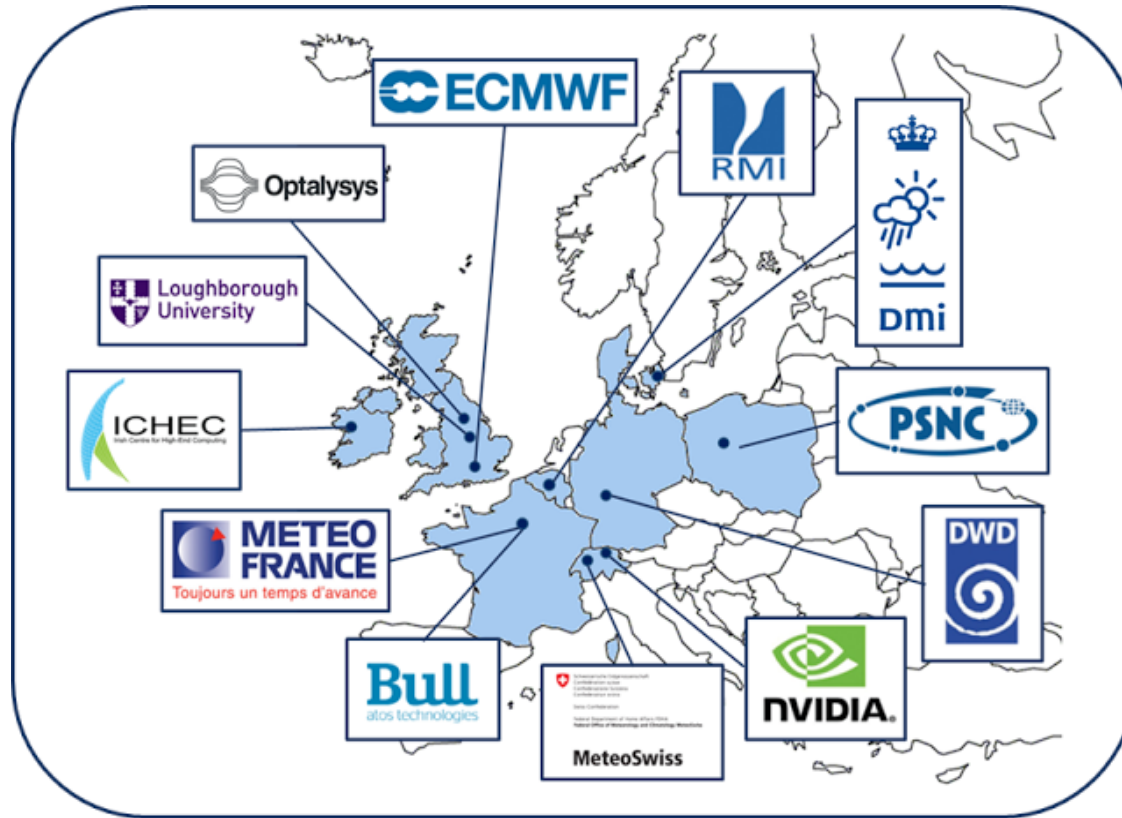 ECMWF
RMI
Optalysys
Loughborough
University
Dmi
ICHEC
Irish Centre for High-End Computing
PSNC
METEO
FRANCE
Toujours un temps d'avance
DWD
Bull
atos technologies
Schweizerische Eidgenossenschaft
Confédération suisse
Confederazione Svizzera
Confederaziun svizra
Swiss Confederation
Federal Department of Home Affairs FDHA
Federal Office of Meteorology and Climatology MeteoSwiss
MeteoSwiss
nVIDIA.